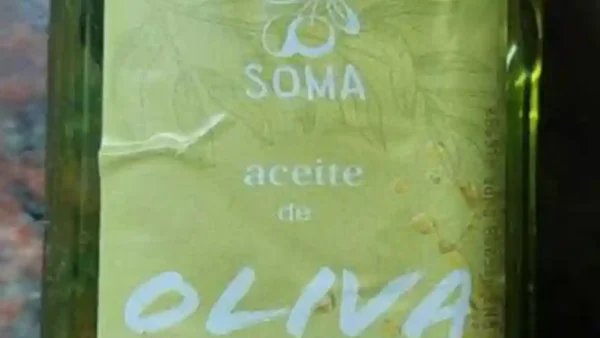 SOMA
aceite
de
OLIVA